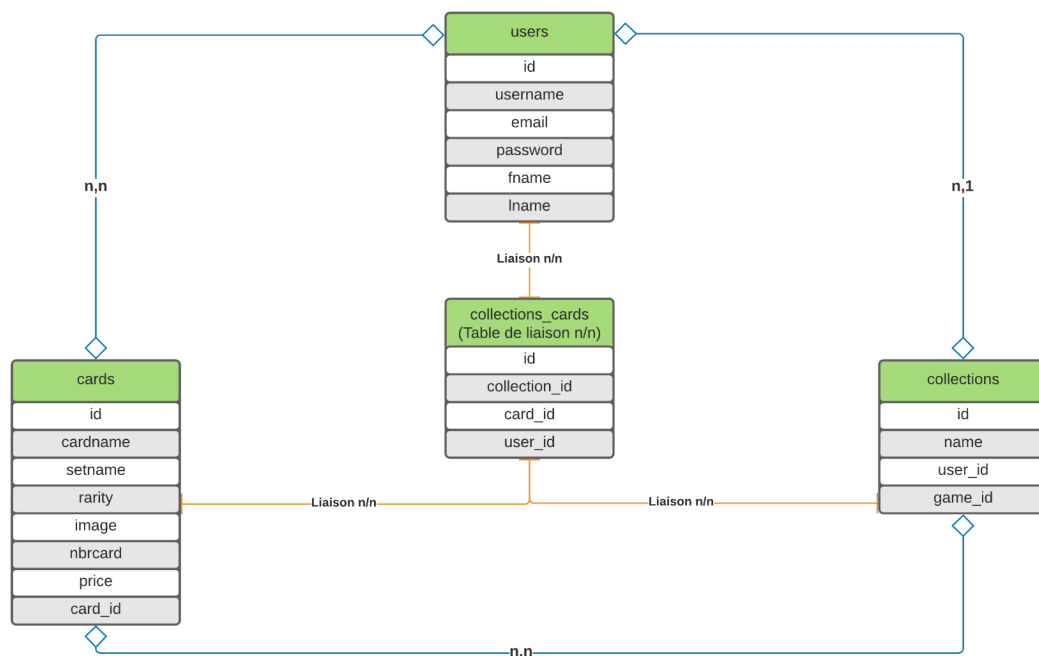 users
id
username
email
password
fname
lname
n,n
n,1
Liaison n/n
collections_cards
(Table de liaison n/n)
id
collection_id
card_id
user_id
cards
id
cardname
setname
rarity
image
nbrcard
price
card_id
collections
id
name
user_id
game_id
Liaison n/n
Liaison n/n
n,n